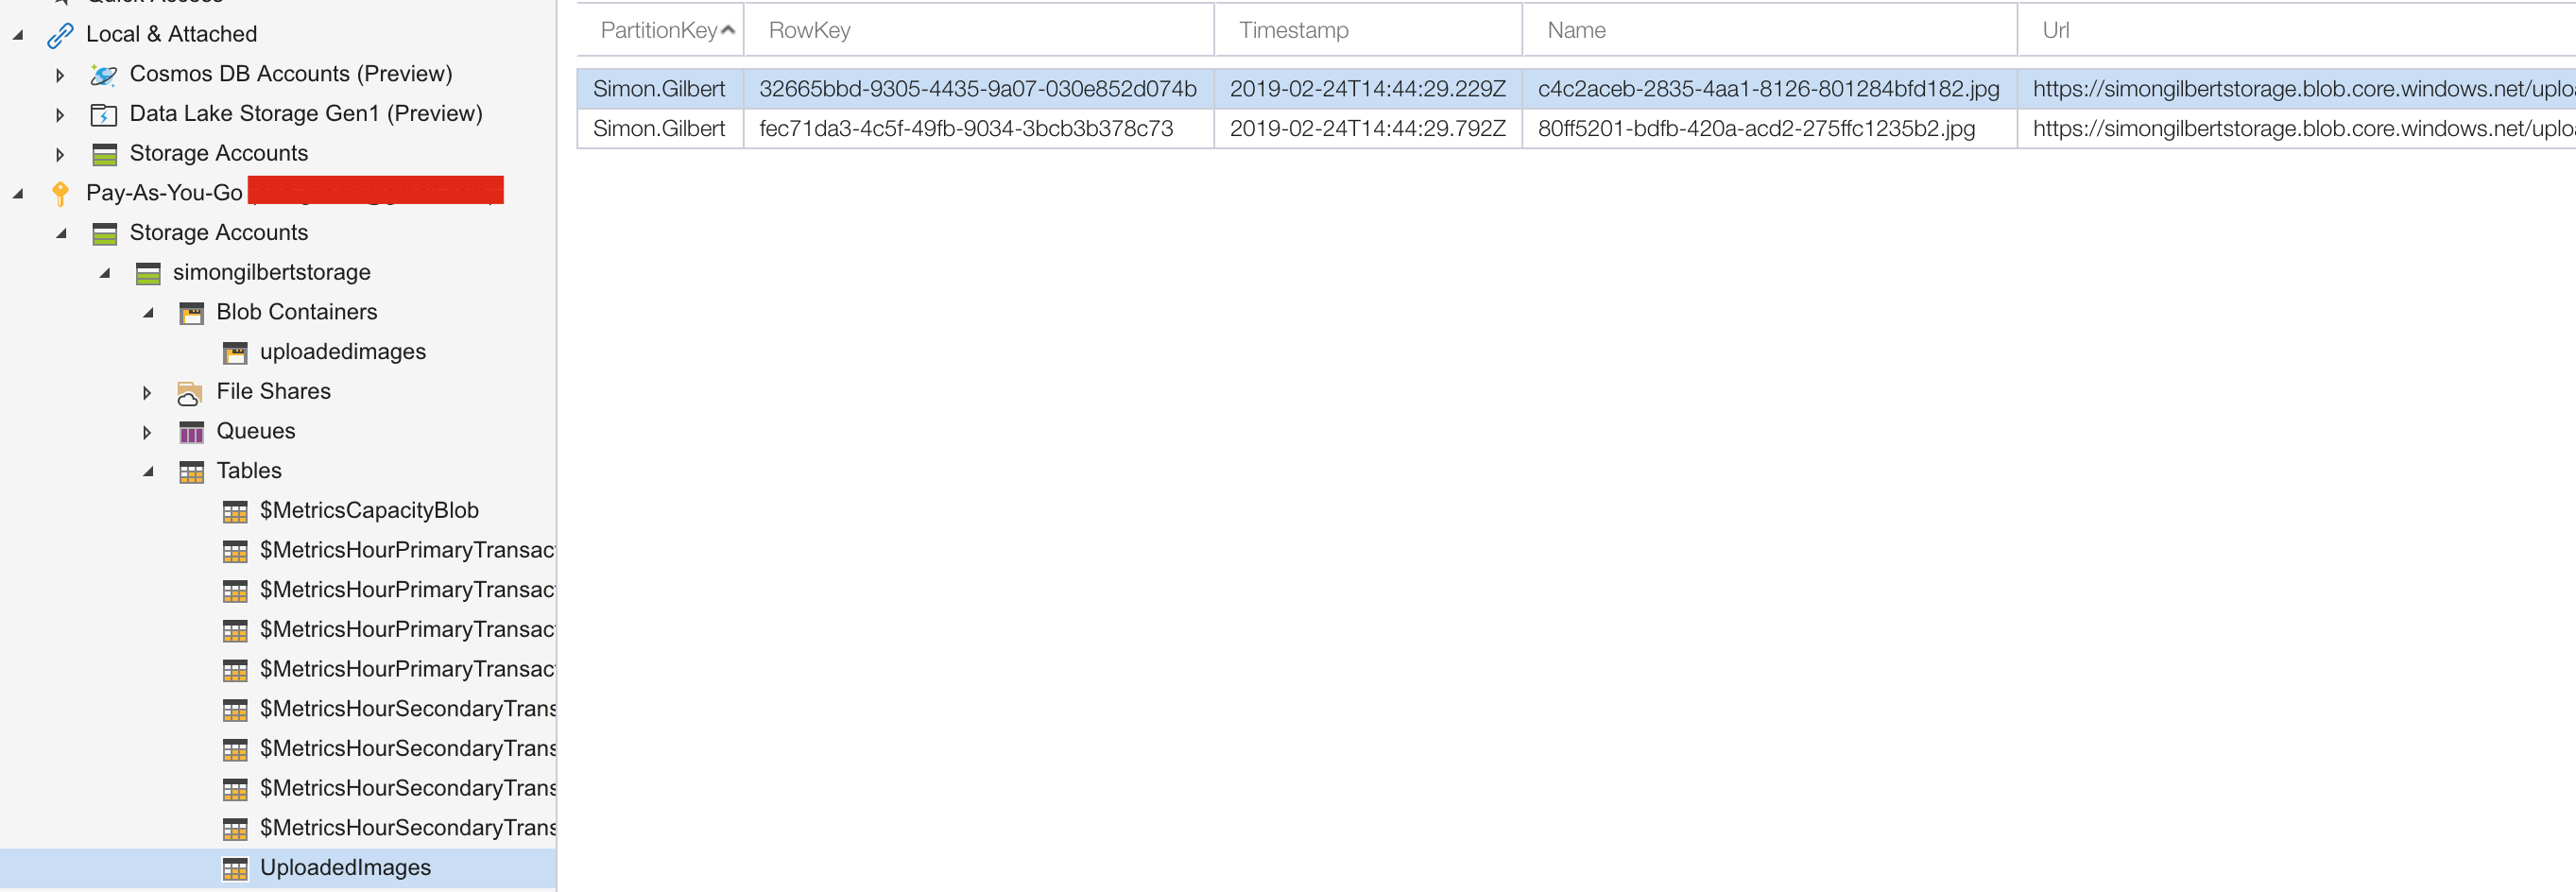 Quick Access
Local & Attached
Cosmos DB Accounts (Preview)
Data Lake Storage Gen1 (Preview)
Storage Accounts
Pay-As-You-Go
Storage Accounts
simongilbertstorage
Blob Containers
uploadedimages
File Shares
Queues
Tables
$MetricsCapacityBlob
$MetricsHourPrimaryTransac
$MetricsHourPrimaryTransac
$MetricsHourPrimaryTransac
$MetricsHourPrimaryTransac
$MetricsHourSecondaryTrans
$MetricsHourSecondaryTrans
$MetricsHourSecondaryTrans
$MetricsHourSecondaryTrans
UploadedImages
PartitionKey RowKey Timestamp Name Url
Simon.Gilbert 32665bbd-9305-4435-9a07-030e852d074b 2019-02-24T14:44:29.229Z c4c2aceb-2835-4aa1-8126-801284bfd182.jpg https://simongilbertstorage.blob.core.windows.net/uploa
Simon.Gilbert fec71da3-4c5f-49fb-9034-3bcb3b378c73 2019-02-24T14:44:29.792Z 80ff5201-bdfb-420a-acd2-275ffc1235b2.jpg https://simongilbertstorage.blob.core.windows.net/uploa